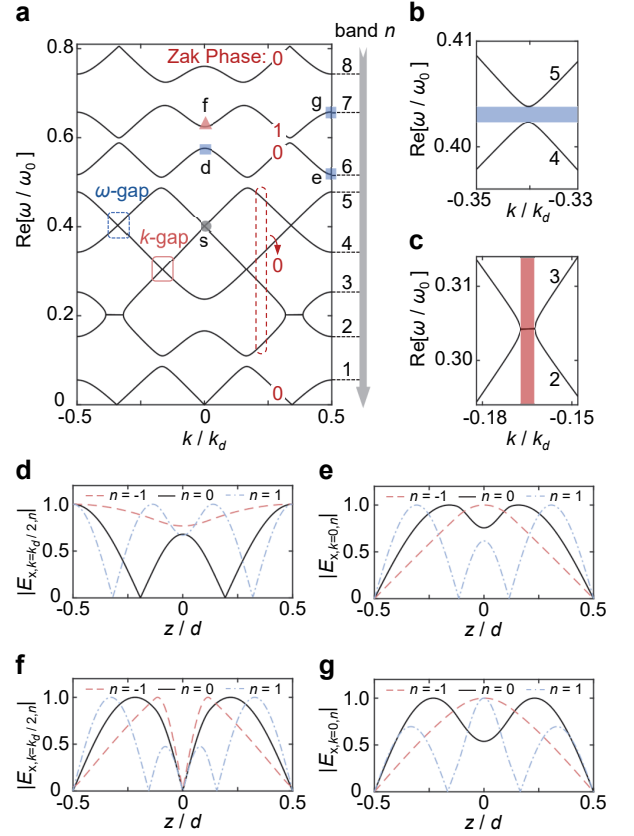 a
band n
Zak Phase: 0
0.8
0.6
0.4
0.2
0
Re[ω / ω0]
8
7
6
5
4
3
2
1
f
g
1
0
d
e
ω-gap
k-gap
s
0
0
-0.5
0
0.5
k / kd
b
0.41
0.40
Re[ω / ω0]
5
4
-0.35
-0.33
k / kd
c
0.314
0.30
Re[ω / ω0]
3
2
-0.18
-0.15
k / kd
d
n = -1 n = 0 n = 1
1.0
0.5
0
|Ex,k=kd/2,n|
-0.5
0
0.5
z / d
e
n = -1 n = 0 n = 1
1.0
0.5
0
|Ex,k=0,n|
-0.5
0
0.5
z / d
f
n = -1 n = 0 n = 1
1.0
0.5
0
|Ex,k=kd/2,n|
-0.5
0
0.5
z / d
g
n = -1 n = 0 n = 1
1.0
0.5
0
|Ex,k=0,n|
-0.5
0
0.5
z / d